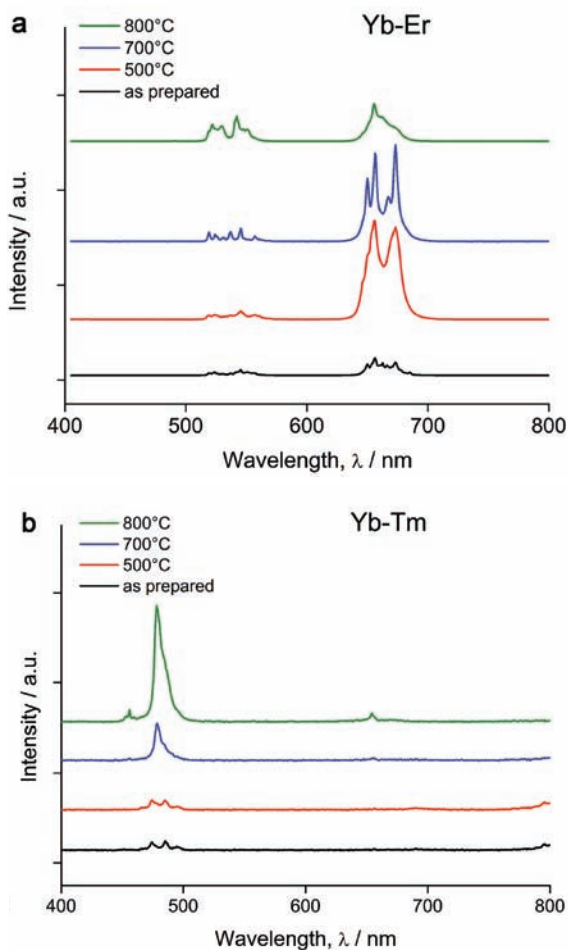 a
Yb-Er
800°C
700°C
500°C
as prepared
Intensity / a.u.
400 500 600 700 800
Wavelength, λ / nm
b
Yb-Tm
800°C
700°C
500°C
as prepared
Intensity / a.u.
400 500 600 700 800
Wavelength, λ / nm